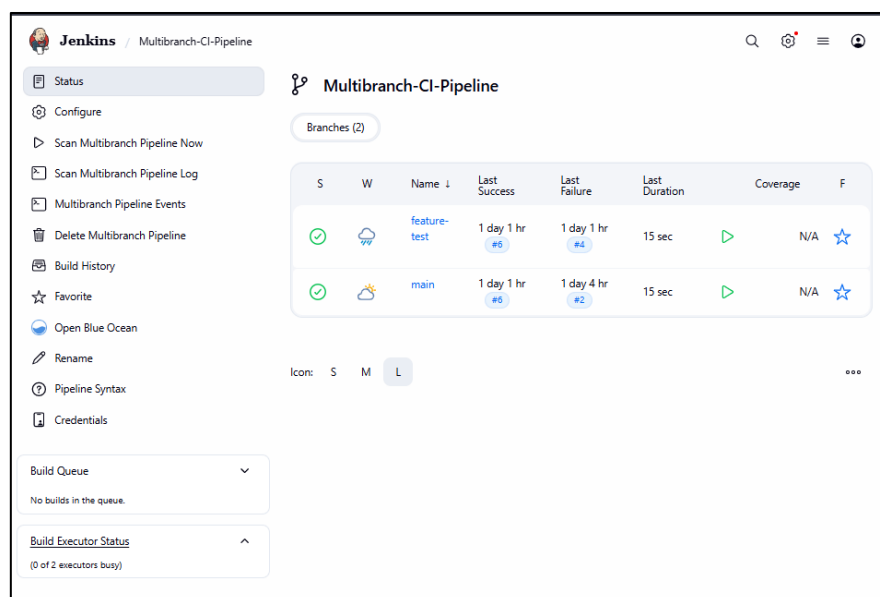 Jenkins / Multibranch-CI-Pipeline
Status
Configure
Scan Multibranch Pipeline Now
Scan Multibranch Pipeline Log
Multibranch Pipeline Events
Delete Multibranch Pipeline
Build History
Favorite
Open Blue Ocean
Rename
Pipeline Syntax
Credentials
Build Queue
No builds in the queue.
Build Executor Status
(0 of 2 executors busy)
Multibranch-CI-Pipeline
Branches (2)
S W Name ↓ Last Success Last Failure Last Duration Coverage F
feature-test 1 day 1 hr #6 1 day 1 hr #4 15 sec N/A
main 1 day 1 hr #6 1 day 4 hr #2 15 sec N/A
Icon: S M L